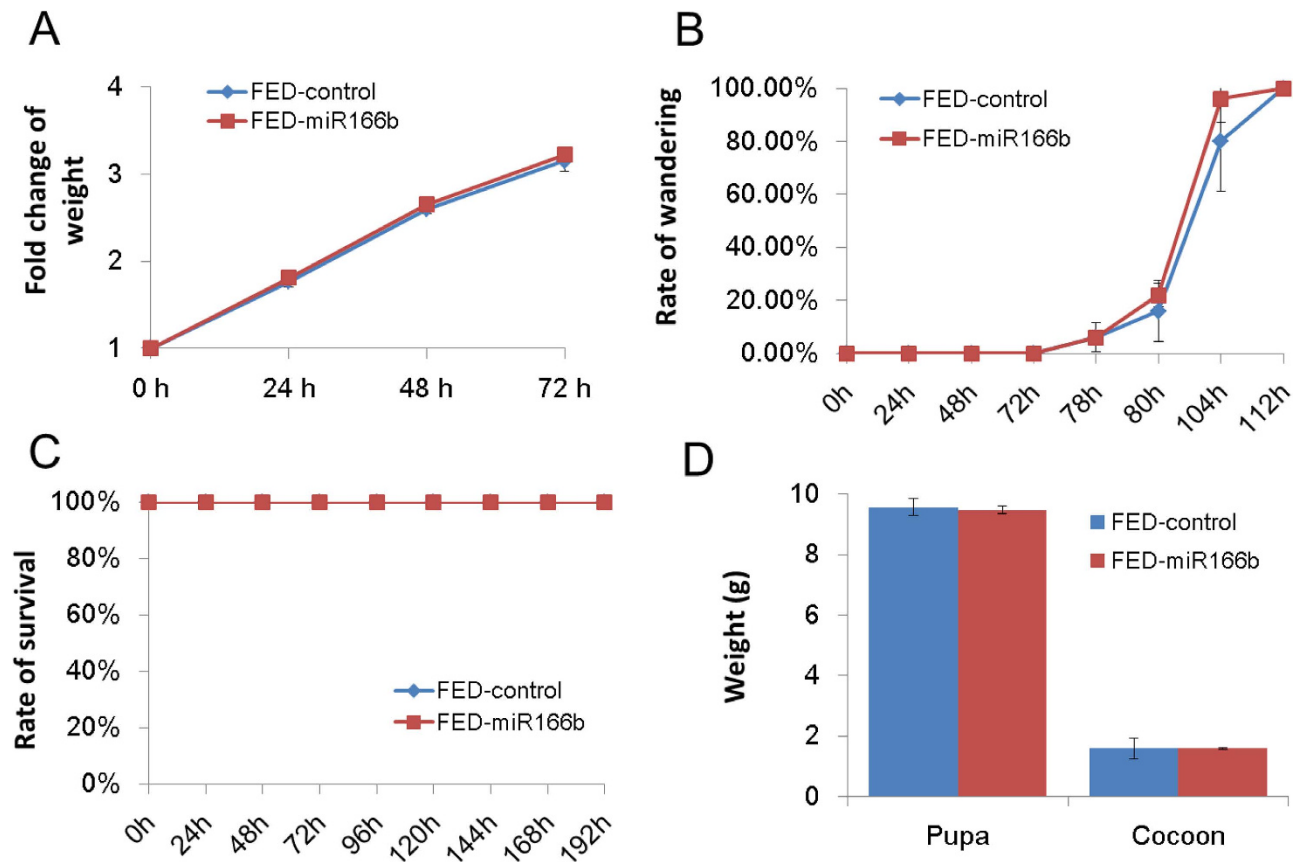 A
Fold change of weight
4
3
2
1
FED-control
FED-miR166b
0 h
24 h
48 h
72 h
B
Rate of wandering
100.00%
80.00%
60.00%
40.00%
20.00%
0.00%
FED-control
FED-miR166b
0h
24h
48h
72h
78h
80h
104h
112h
C
Rate of survival
100%
80%
60%
40%
20%
0%
FED-control
FED-miR166b
0h
24h
48h
72h
96h
120h
144h
168h
192h
D
Weight (g)
10
8
6
4
2
0
FED-control
FED-miR166b
Pupa
Cocoon